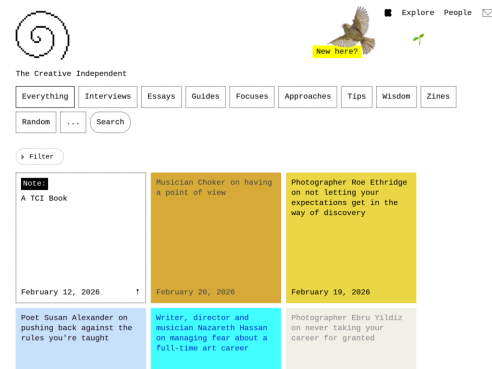 Explore People
New here?
The Creative Independent
Everything Interviews Essays Guides Focuses Approaches Tips Wisdom Zines
Random ... Search
Filter
Note:
A TCI Book
February 12, 2026 ↑
Musician Choker on having
a point of view
February 20, 2026
Photographer Roe Ethridge
on not letting your
expectations get in the
way of discovery
February 19, 2026
Poet Susan Alexander on
pushing back against the
rules you're taught
Writer, director and
musician Nazareth Hassan
on managing fear about a
full-time art career
Photographer Ebru Yildiz
on never taking your
career for granted